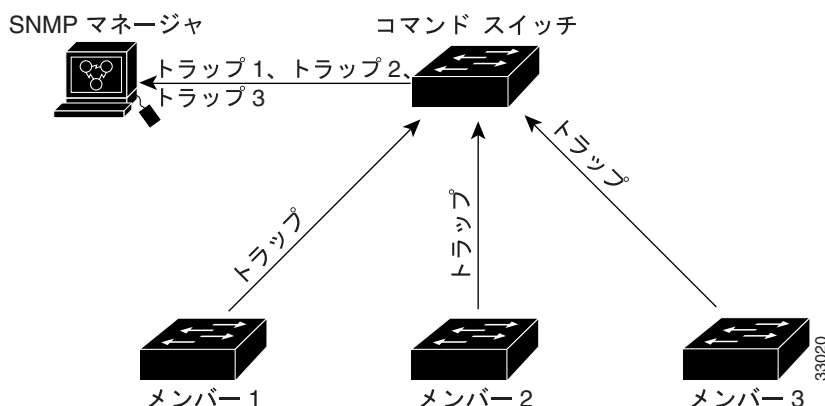 SNMP マネージャ
コマンド スイッチ
トラップ 1、トラップ 2、
トラップ 3
トラップ
トラップ
トラップ
メンバー 1
メンバー 2
メンバー 3
33020